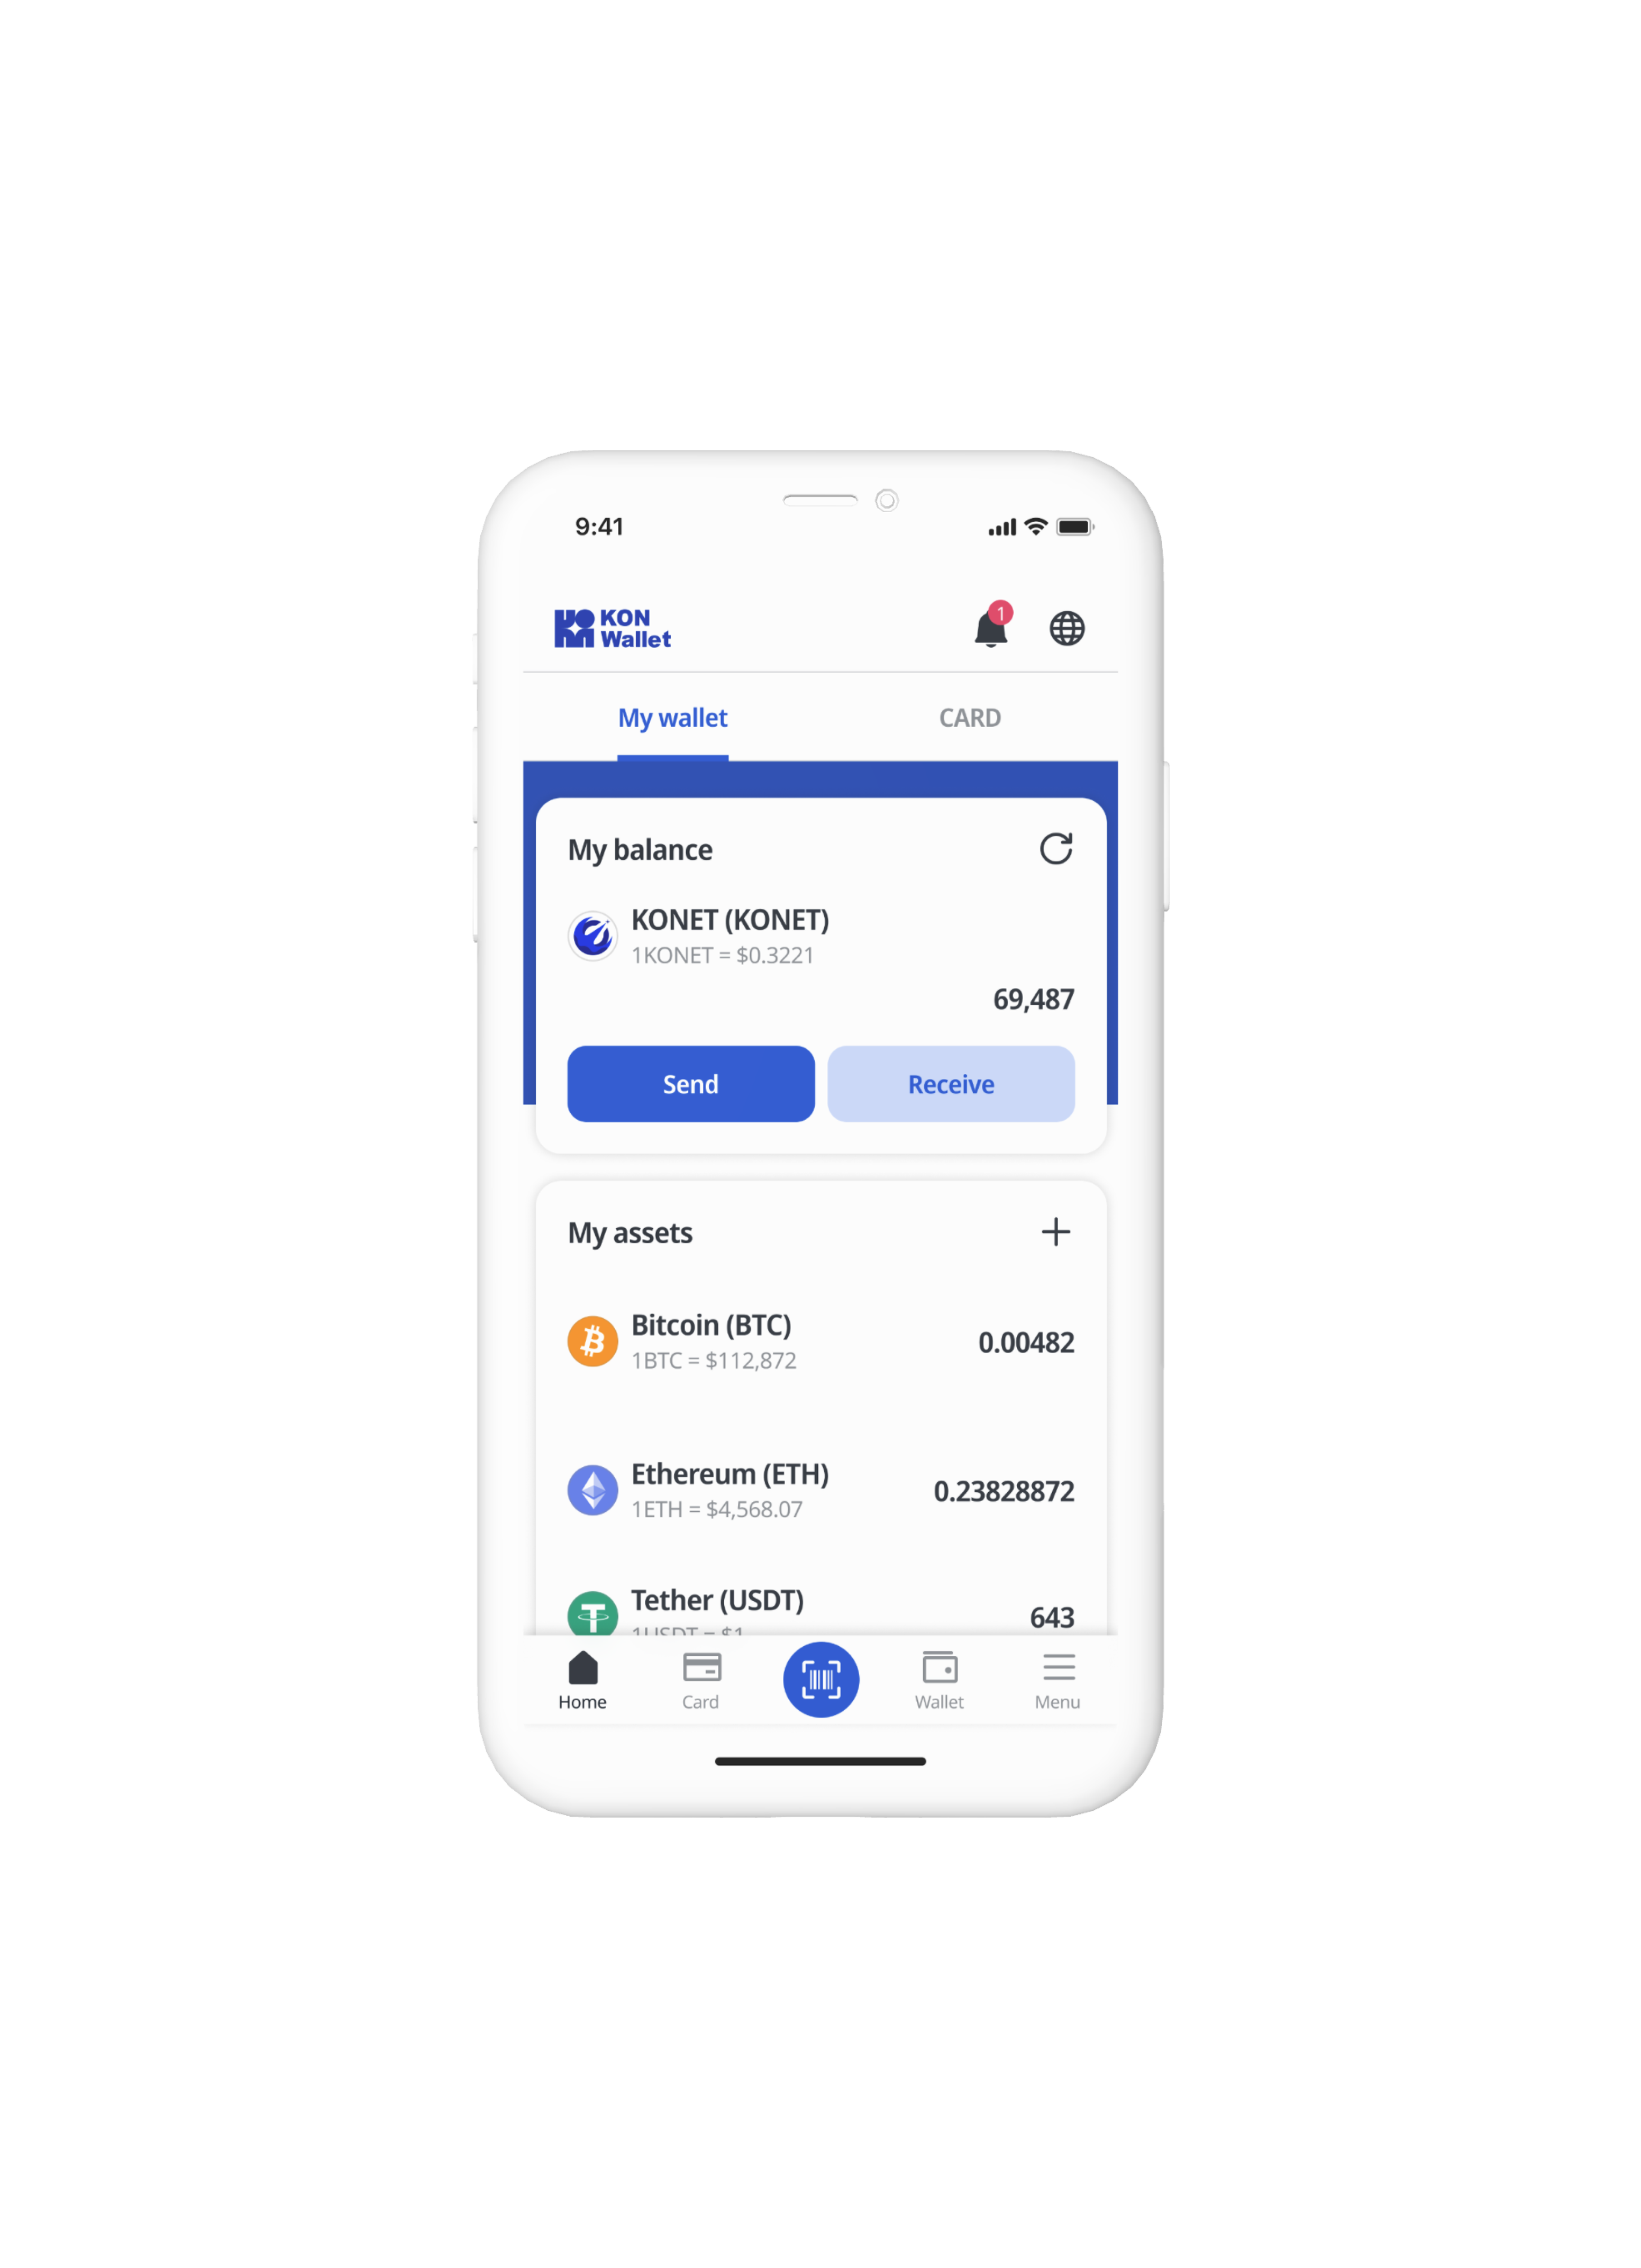 9:41
KON
Wallet
1
My wallet
CARD
My balance
KONET (KONET)
1KONET = $0.3221
69,487
Send
Receive
My assets
Bitcoin (BTC)
1BTC = $112,872
0.00482
Ethereum (ETH)
1ETH = $4,568.07
0.23828872
Tether (USDT)
1USDT = $1
643
Home
Card
Wallet
Menu